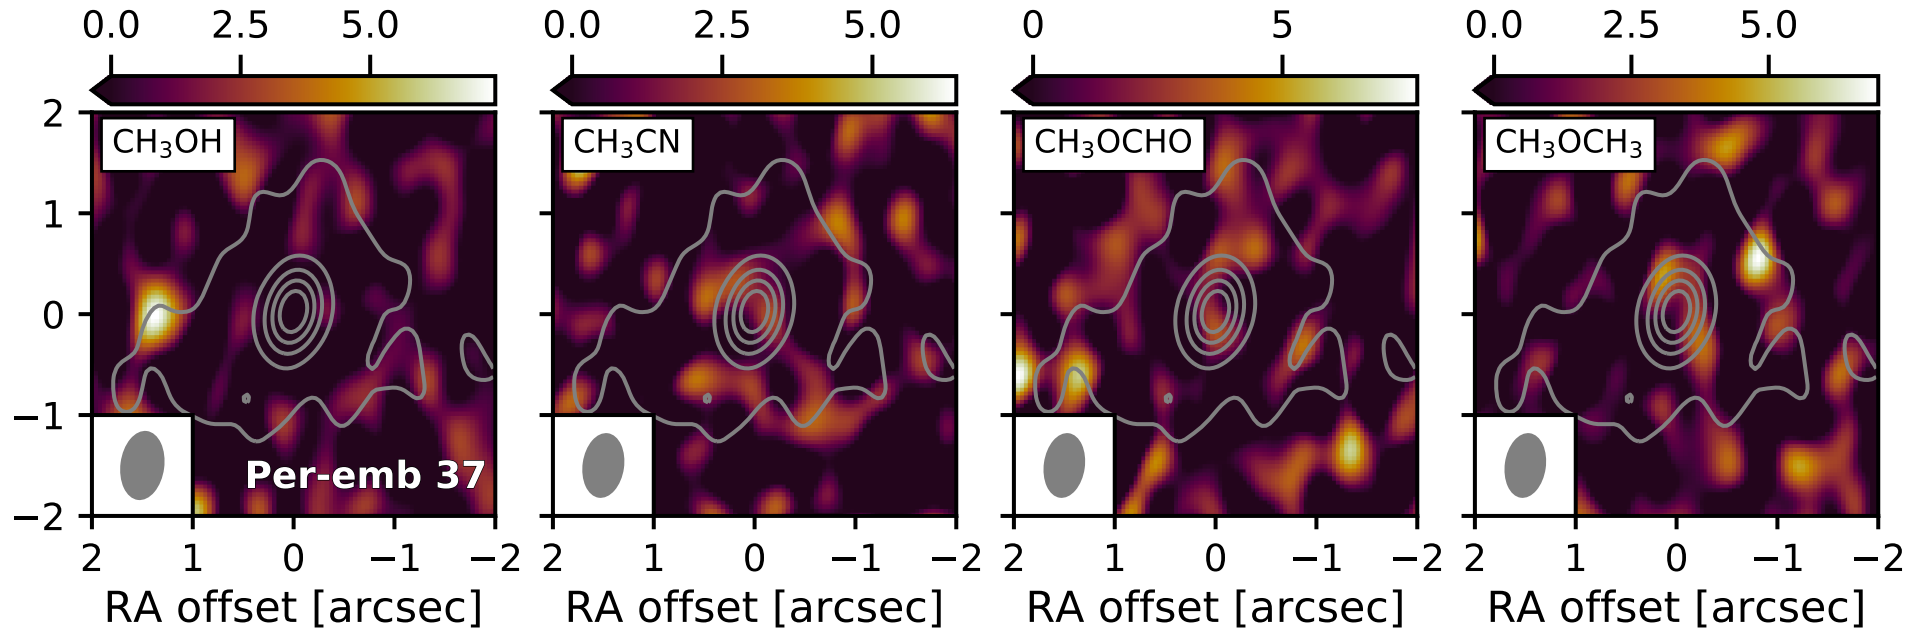 0.0 2.5 5.0 0.0 2.5 5.0 0 5 0.0 2.5 5.0
CH₃OH CH₃CN CH₃OCHO CH₃OCH₃
2
1
0
−1
−2
Per-emb 37
2 1 0 −1 −2 2 1 0 −1 −2 2 1 0 −1 −2 2 1 0 −1 −2
RA offset [arcsec] RA offset [arcsec] RA offset [arcsec] RA offset [arcsec]